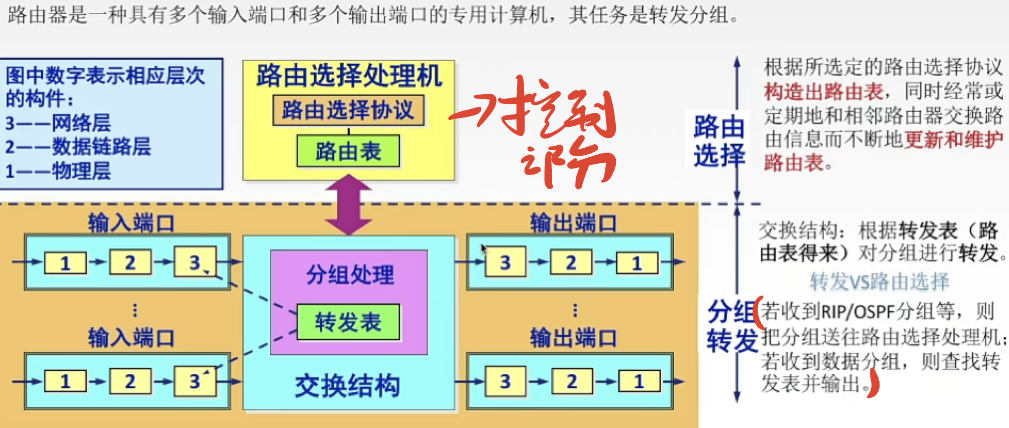 路由器是一种具有多个输入端口和多个输出端口的专用计算机，其任务是转发分组。
图中数字表示相应层次
的构件：
3——网络层
2——数据链路层
1——物理层
路由选择处理机
路由选择协议
路由表
控制
部分
路由
选择
根据所选定的路由选择协议
构造出路由表，同时经常或
定期地和相邻路由器交换路
由信息而不断地更新和维护
路由表。
输入端口
1
2
3
⋮
输入端口
1
2
3
分组处理
转发表
交换结构
输出端口
3
2
1
⋮
输出端口
3
2
1
分组
转发
交换结构：根据转发表（路
由表得来）对分组进行转发。
转发VS路由选择
(若收到RIP/OSPF分组等，则
把分组送往路由选择处理机；
若收到数据分组，则查找转
发表并输出。)